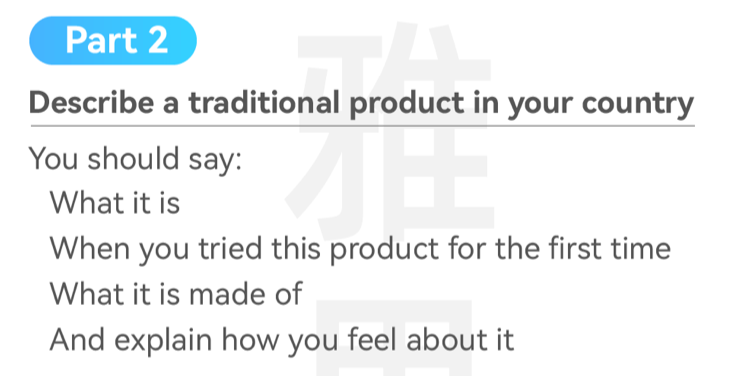 Part 2
Describe a traditional product in your country
You should say:
What it is
When you tried this product for the first time
What it is made of
And explain how you feel about it
雅